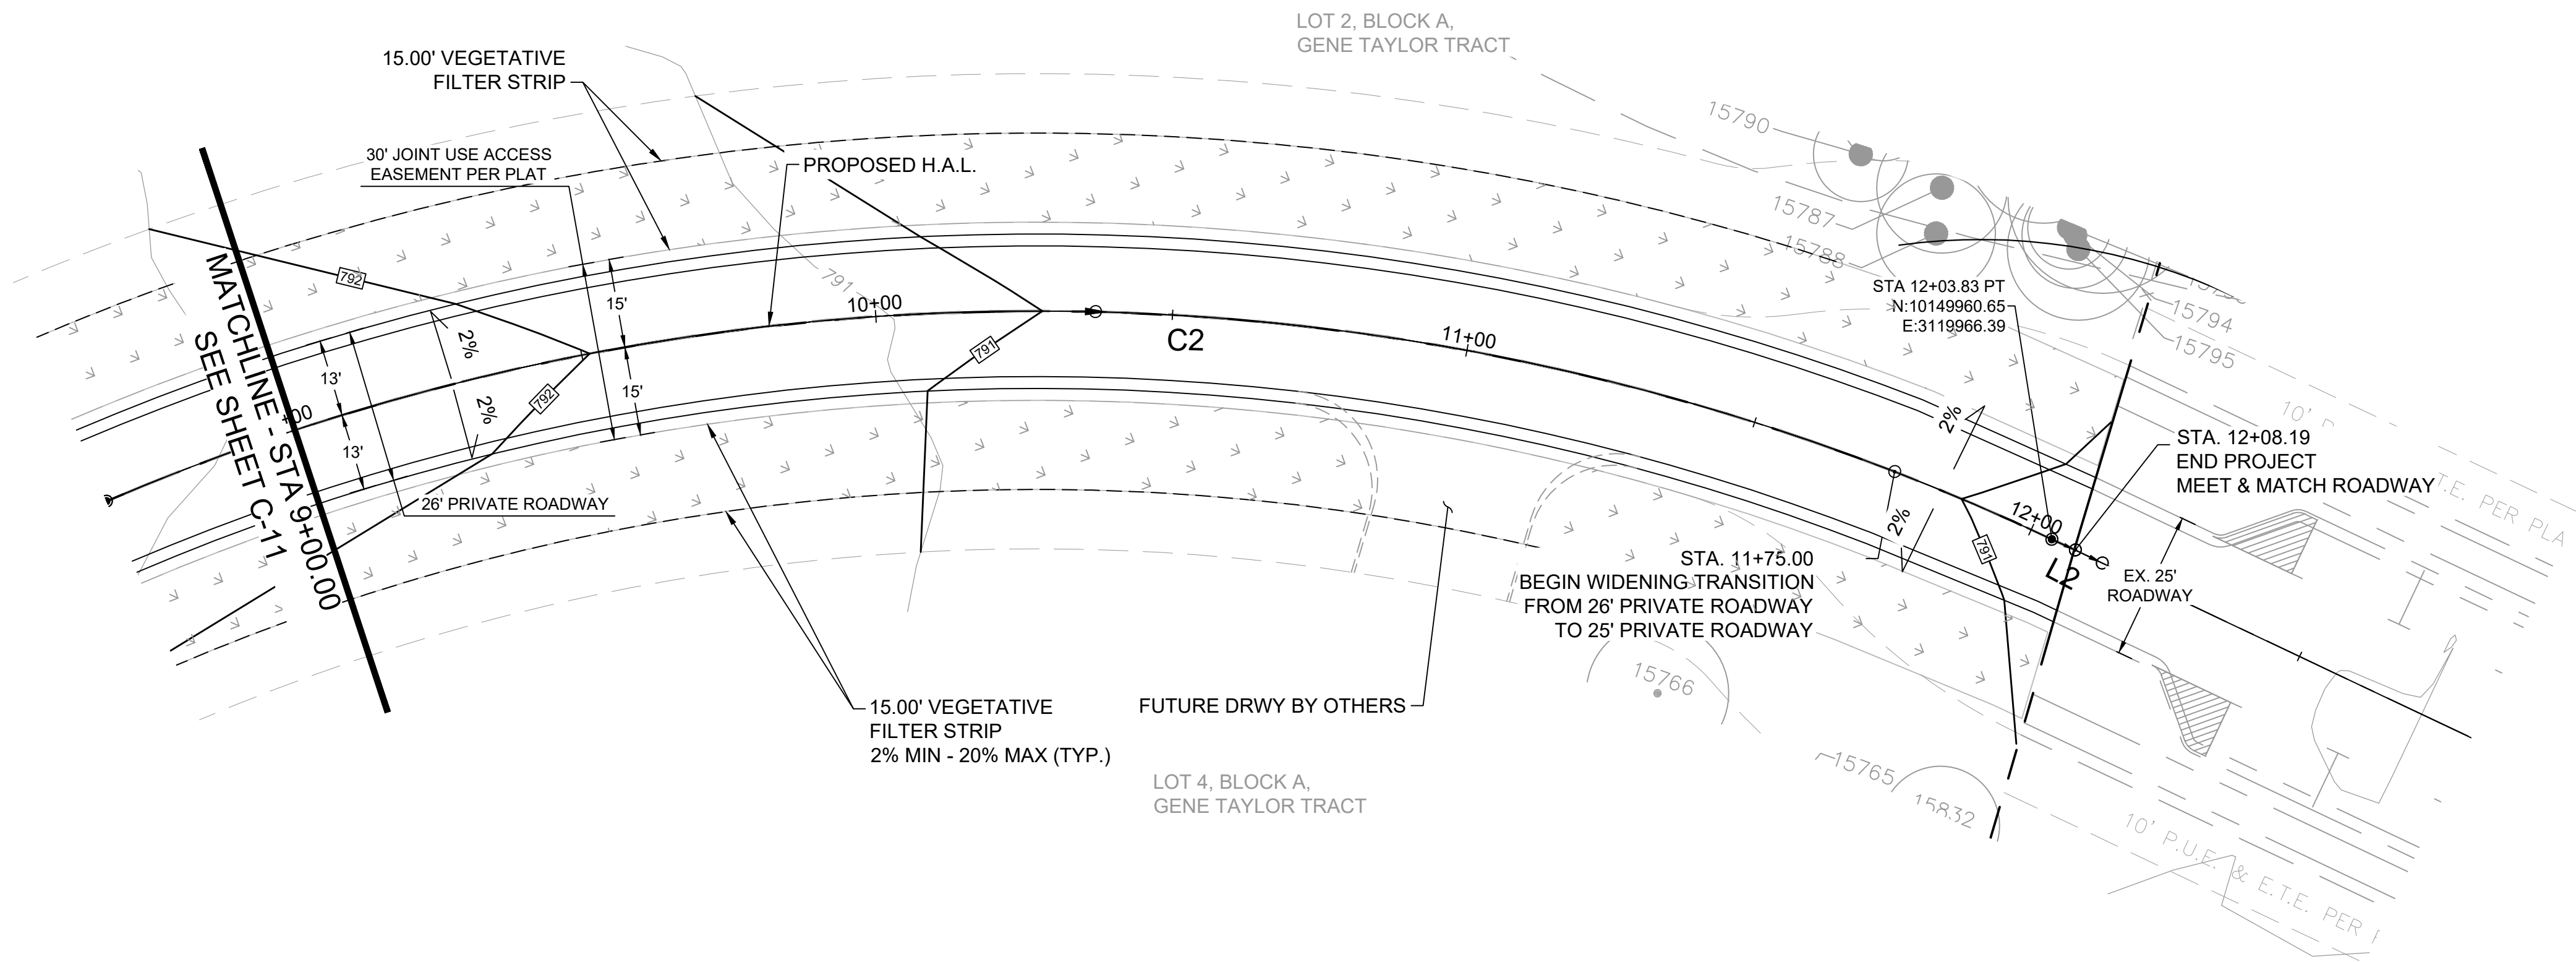 LOT 2, BLOCK A,
GENE TAYLOR TRACT
15.00' VEGETATIVE
FILTER STRIP
30' JOINT USE ACCESS
EASEMENT PER PLAT
PROPOSED H.A.L.
15790
15787
15788
15794
15795
MATCHLINE - STA 9+00.00
SEE SHEET C-11
792
792
791
791
791
+00
10+00
11+00
12+00
C2
L2
15'
15'
13'
13'
2%
2%
2%
2%
26' PRIVATE ROADWAY
STA 12+03.83 PT
N:10149960.65
E:3119966.39
STA. 12+08.19
END PROJECT
MEET & MATCH ROADWAY
EX. 25'
ROADWAY
STA. 11+75.00
BEGIN WIDENING TRANSITION
FROM 26' PRIVATE ROADWAY
TO 25' PRIVATE ROADWAY
15.00' VEGETATIVE
FILTER STRIP
2% MIN - 20% MAX (TYP.)
FUTURE DRWY BY OTHERS
15766
15765
15832
LOT 4, BLOCK A,
GENE TAYLOR TRACT
10' P
T.E. PER PLA
10' P.U.E. & E.T.E. PER